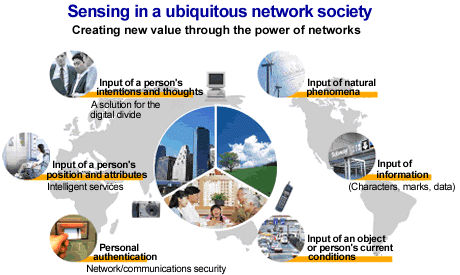 Sensing in a ubiquitous network society
Creating new value through the power of networks
Input of a person's
intentions and thoughts
A solution for the
digital divide
Input of natural
phenomena
Input of a person's
position and attributes
Intelligent services
Subway
Input of
information
(Characters, marks, data)
Personal
authentication
Network/communications security
Input of an object
or person's current
conditions